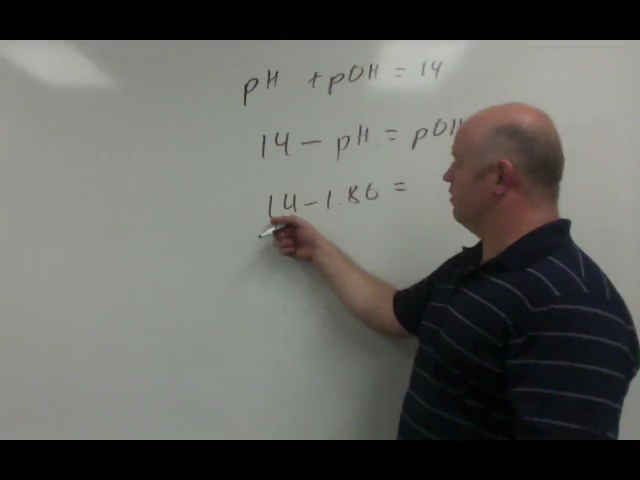 pH + pOH = 14
14 - pH = pOH
14 - 1.86 =